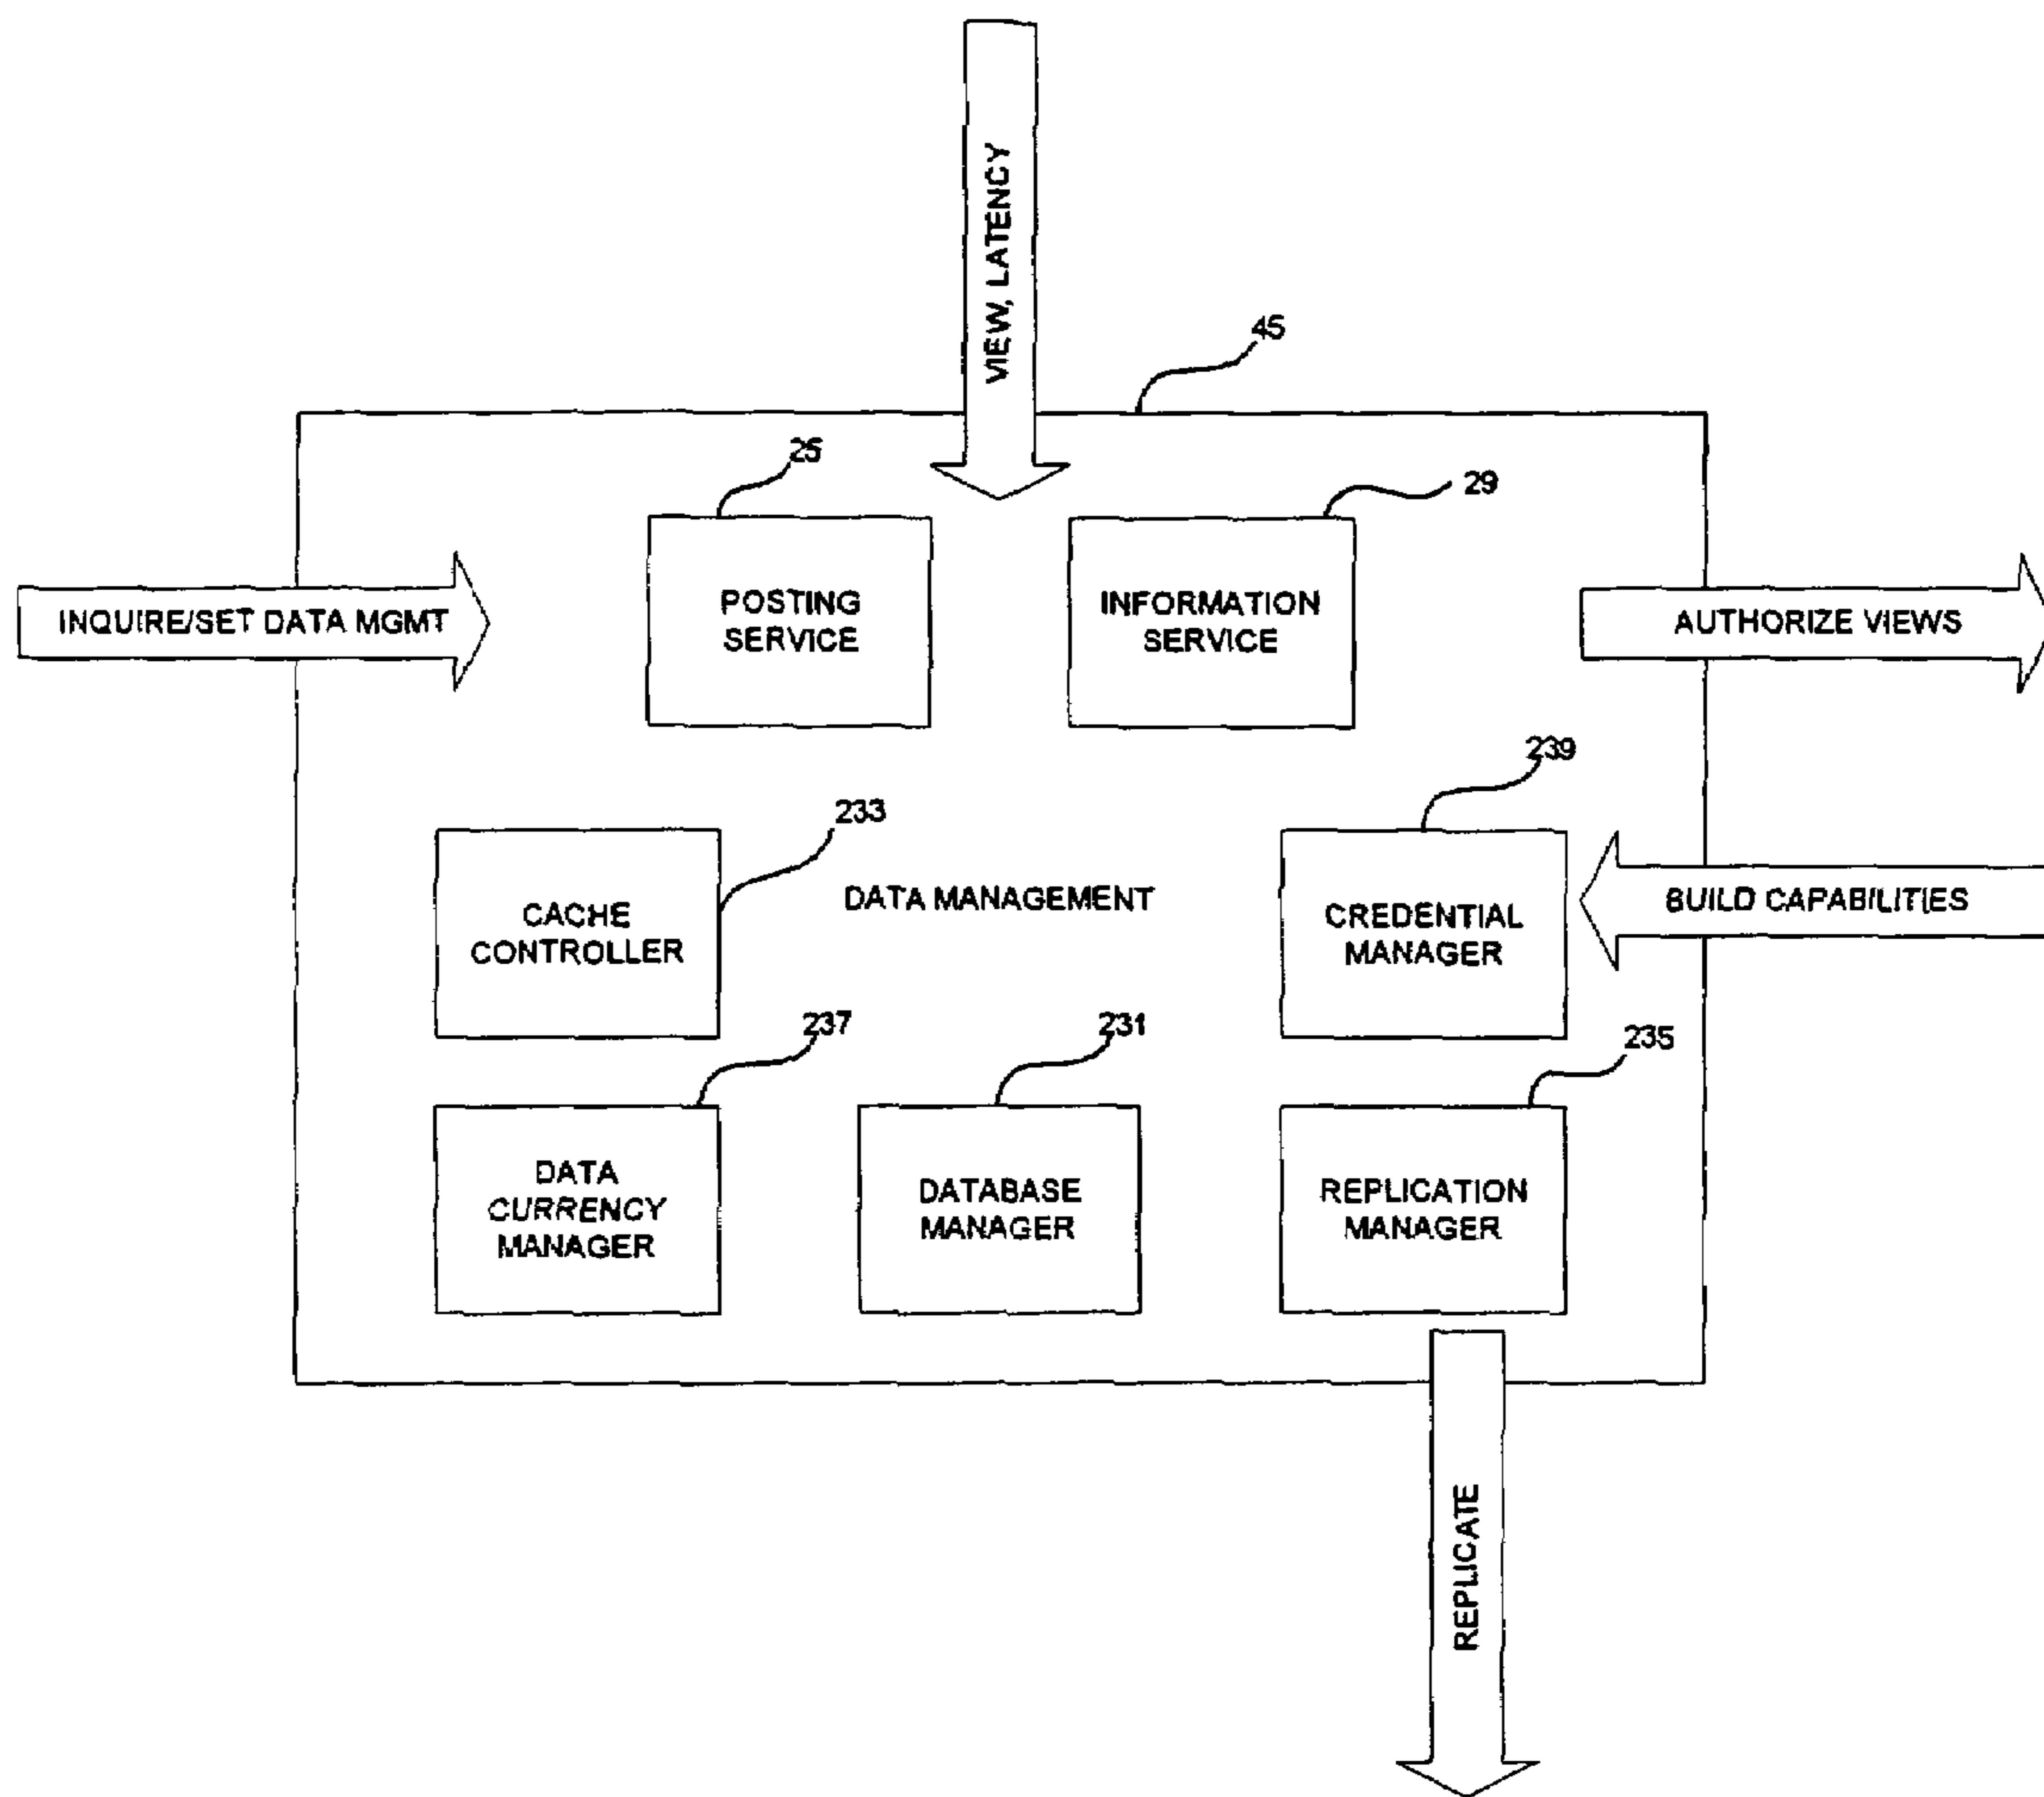 VIEW, LATENCY
45
25
29
POSTING
SERVICE
INFORMATION
SERVICE
INQUIRE/SET DATA MGMT
AUTHORIZE VIEWS
239
233
CACHE
CONTROLLER
DATA MANAGEMENT
CREDENTIAL
MANAGER
BUILD CAPABILITIES
237
231
235
DATA
CURRENCY
MANAGER
DATABASE
MANAGER
REPLICATION
MANAGER
REPLICATE